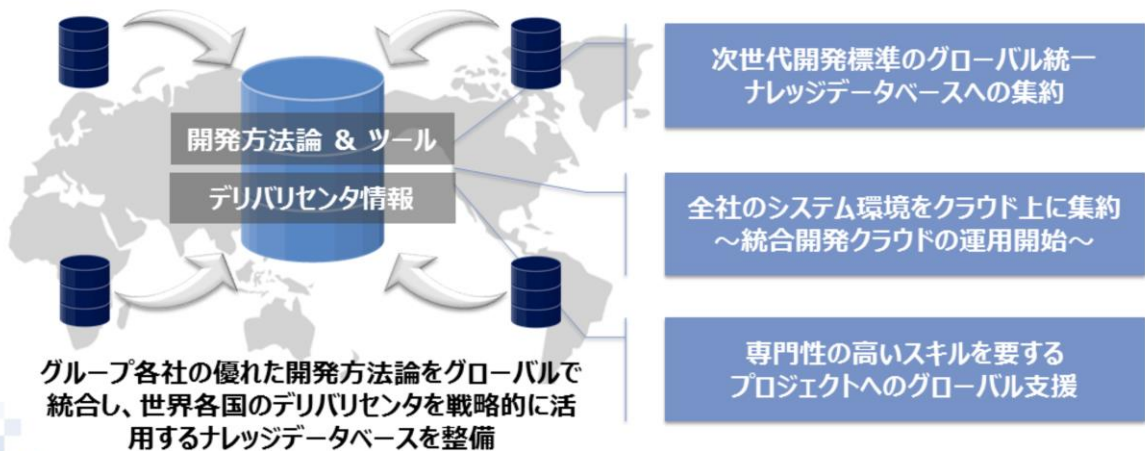 開発方法論 & ツール
デリバリセンタ情報
グループ各社の優れた開発方法論をグローバルで
統合し、世界各国のデリバリセンタを戦略的に活
用するナレッジデータベースを整備
次世代開発標準のグローバル統一
ナレッジデータベースへの集約
全社のシステム環境をクラウド上に集約
～統合開発クラウドの運用開始～
専門性の高いスキルを要する
プロジェクトへのグローバル支援